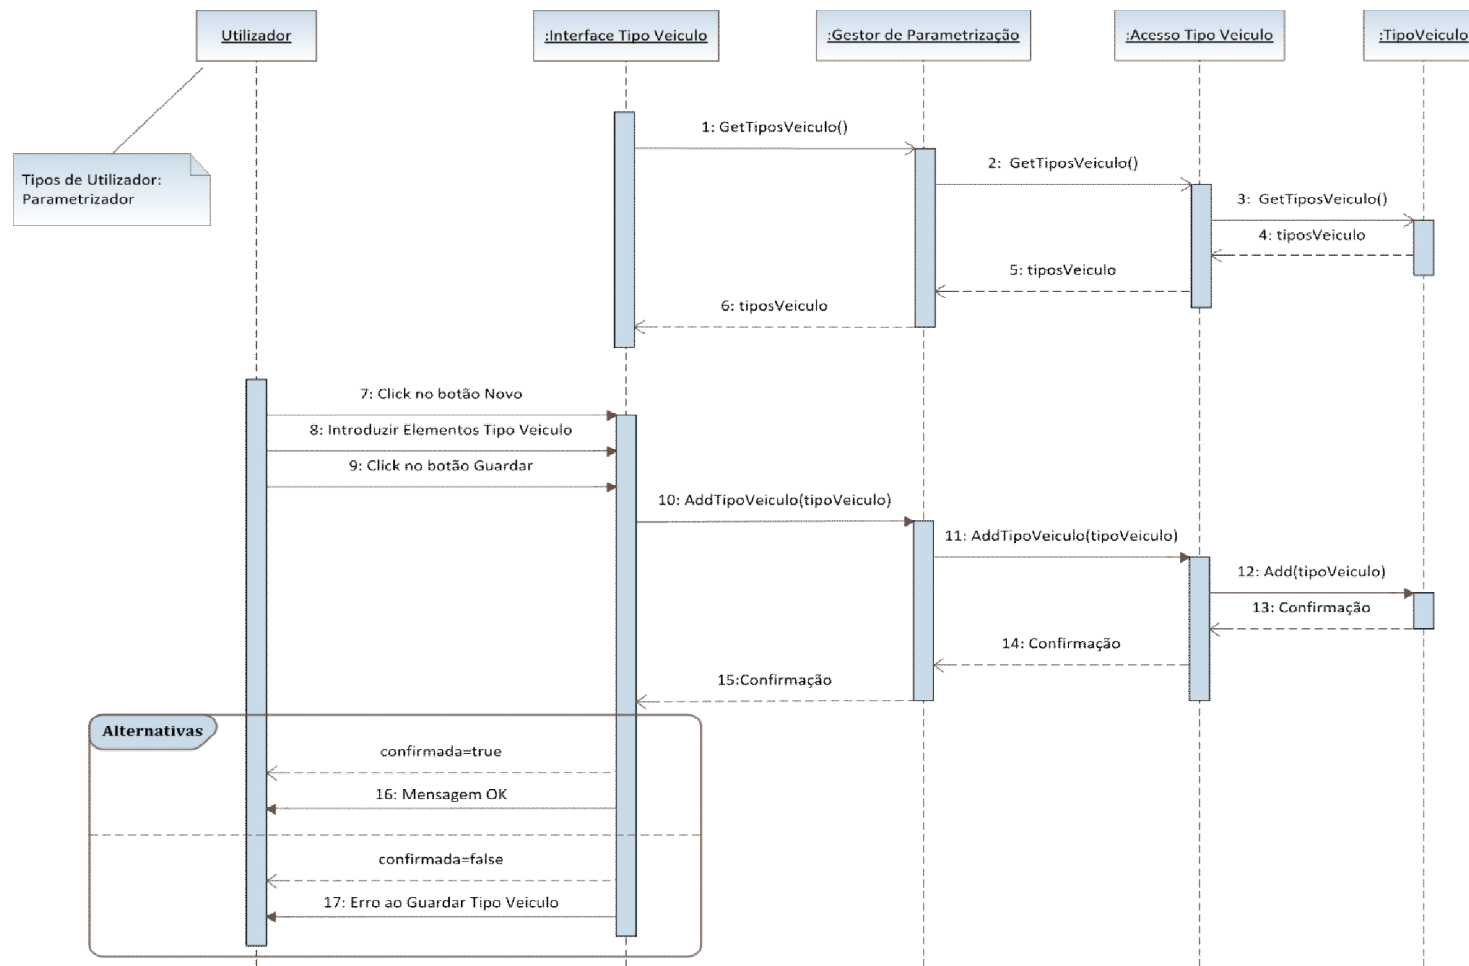 Utilizador
:Interface Tipo Veiculo
:Gestor de Parametrização
:Acesso Tipo Veiculo
:TipoVeiculo
Tipos de Utilizador:
Parametrizador
1: GetTiposVeiculo()
2:  GetTiposVeiculo()
3:  GetTiposVeiculo()
4: tiposVeiculo
5: tiposVeiculo
6: tiposVeiculo
7: Click no botão Novo
8: Introduzir Elementos Tipo Veiculo
9: Click no botão Guardar
10: AddTipoVeiculo(tipoVeiculo)
11: AddTipoVeiculo(tipoVeiculo)
12: Add(tipoVeiculo)
13: Confirmação
14: Confirmação
15:Confirmação
Alternativas
confirmada=true
16: Mensagem OK
confirmada=false
17: Erro ao Guardar Tipo Veiculo